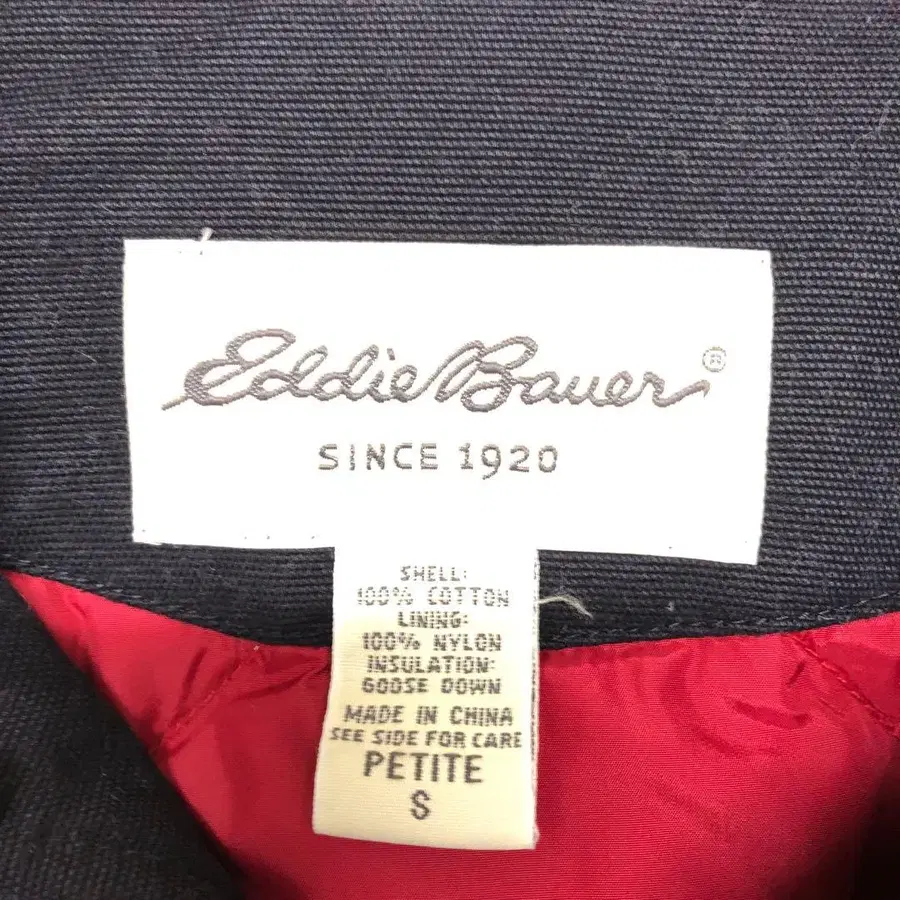 Eddie Bauer®
SINCE 1920
SHELL:
100% COTTON
LINING:
100% NYLON
INSULATION:
GOOSE DOWN
MADE IN CHINA
SEE SIDE FOR CARE
PETITE
S